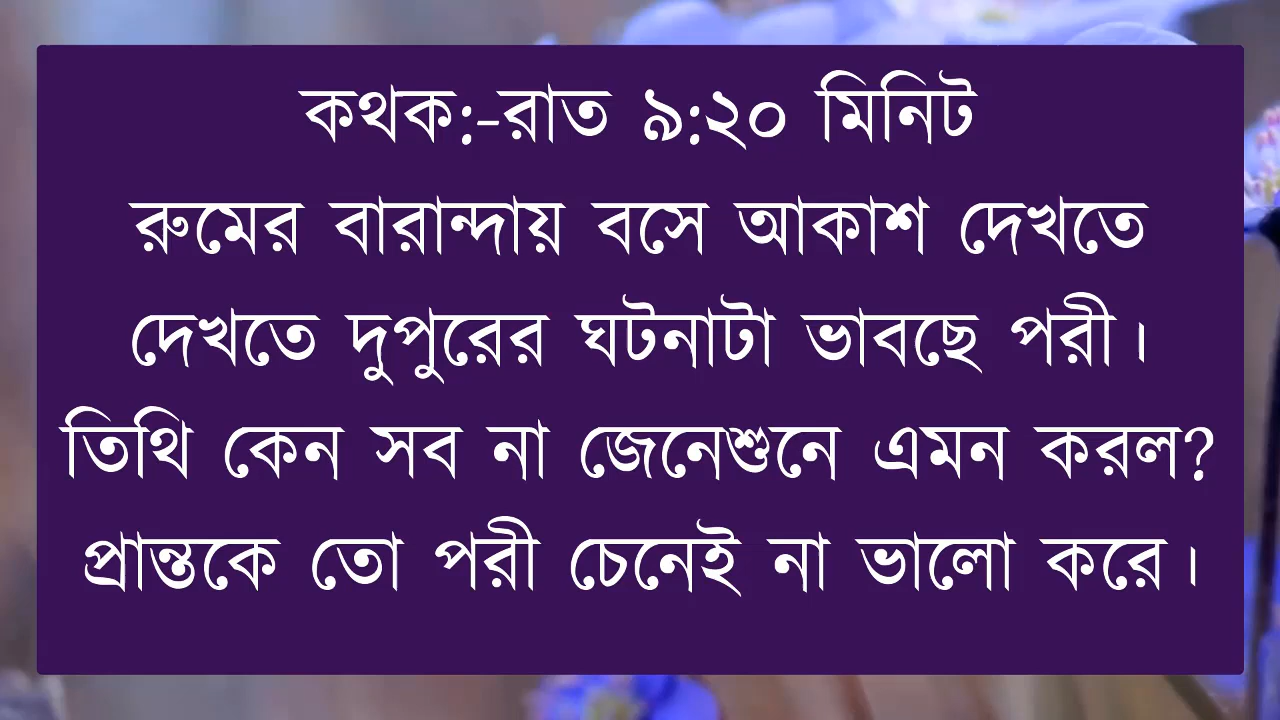 কথক:-রাত ৯:২০ মিনিট
রুমের বারান্দায় বসে আকাশ দেখতে
দেখতে দুপুরের ঘটনাটা ভাবছে পরী।
তিথি কেন সব না জেনেশুনে এমন করল?
প্রান্তকে তো পরী চেনেই না ভালো করে।